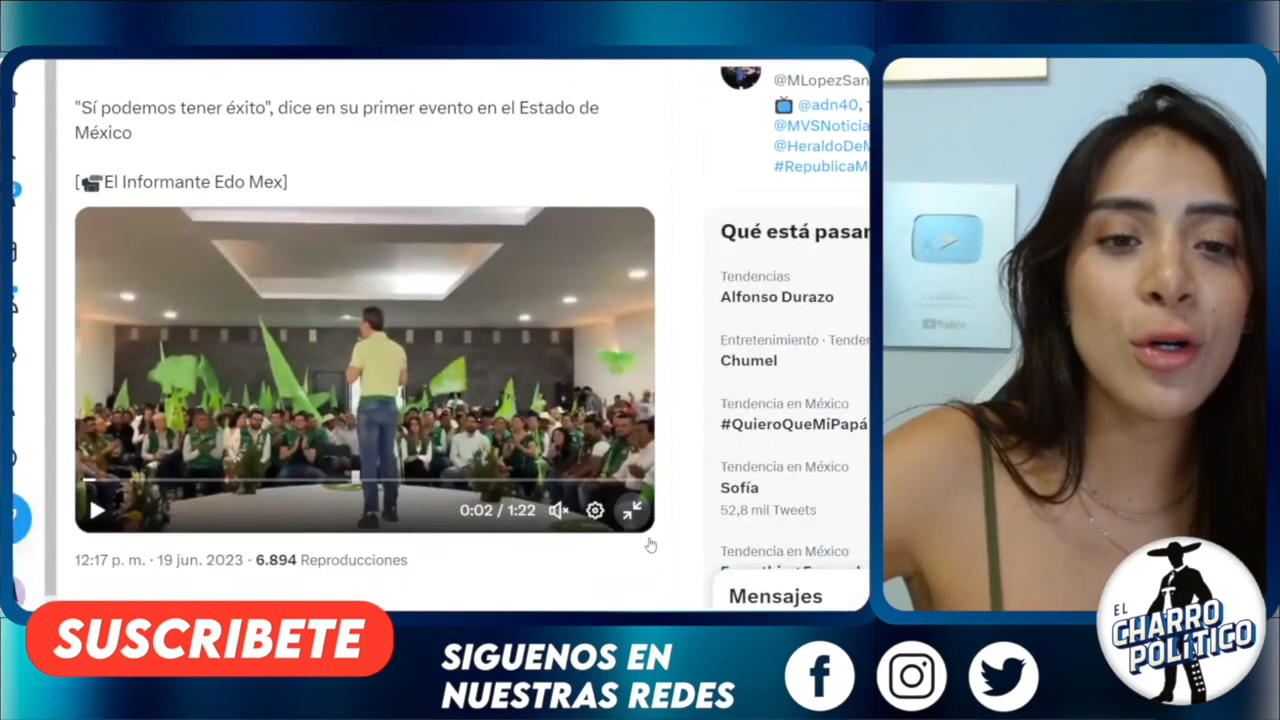 "Sí podemos tener éxito", dice en su primer evento en el Estado de
México
[📹El Informante Edo Mex]
0:02 / 1:22
12:17 p. m. · 19 jun. 2023 · 6.894 Reproducciones
@MLopezSan
@adn40,
@MVSNoticia
@HeraldoDeM
#RepublicaM
Qué está pasar
Tendencias
Alfonso Durazo
Entretenimiento · Tender
Chumel
Tendencia en México
#QuieroQueMiPapá
Tendencia en México
Sofía
52,8 mil Tweets
Tendencia en México
Mensajes
YouTube
SUSCRIBETE
SIGUENOS EN
NUESTRAS REDES
EL
CHARRO
POLÍTICO